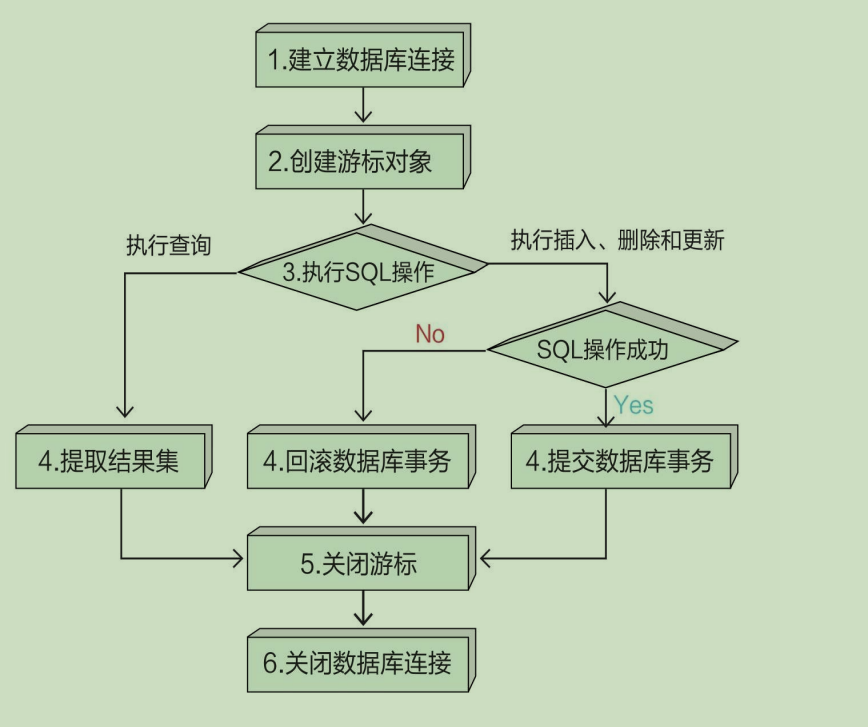 1.建立数据库连接
2.创建游标对象
执行查询
执行插入、删除和更新
3.执行SQL操作
No
SQL操作成功
Yes
4.提取结果集
4.回滚数据库事务
4.提交数据库事务
5.关闭游标
6.关闭数据库连接